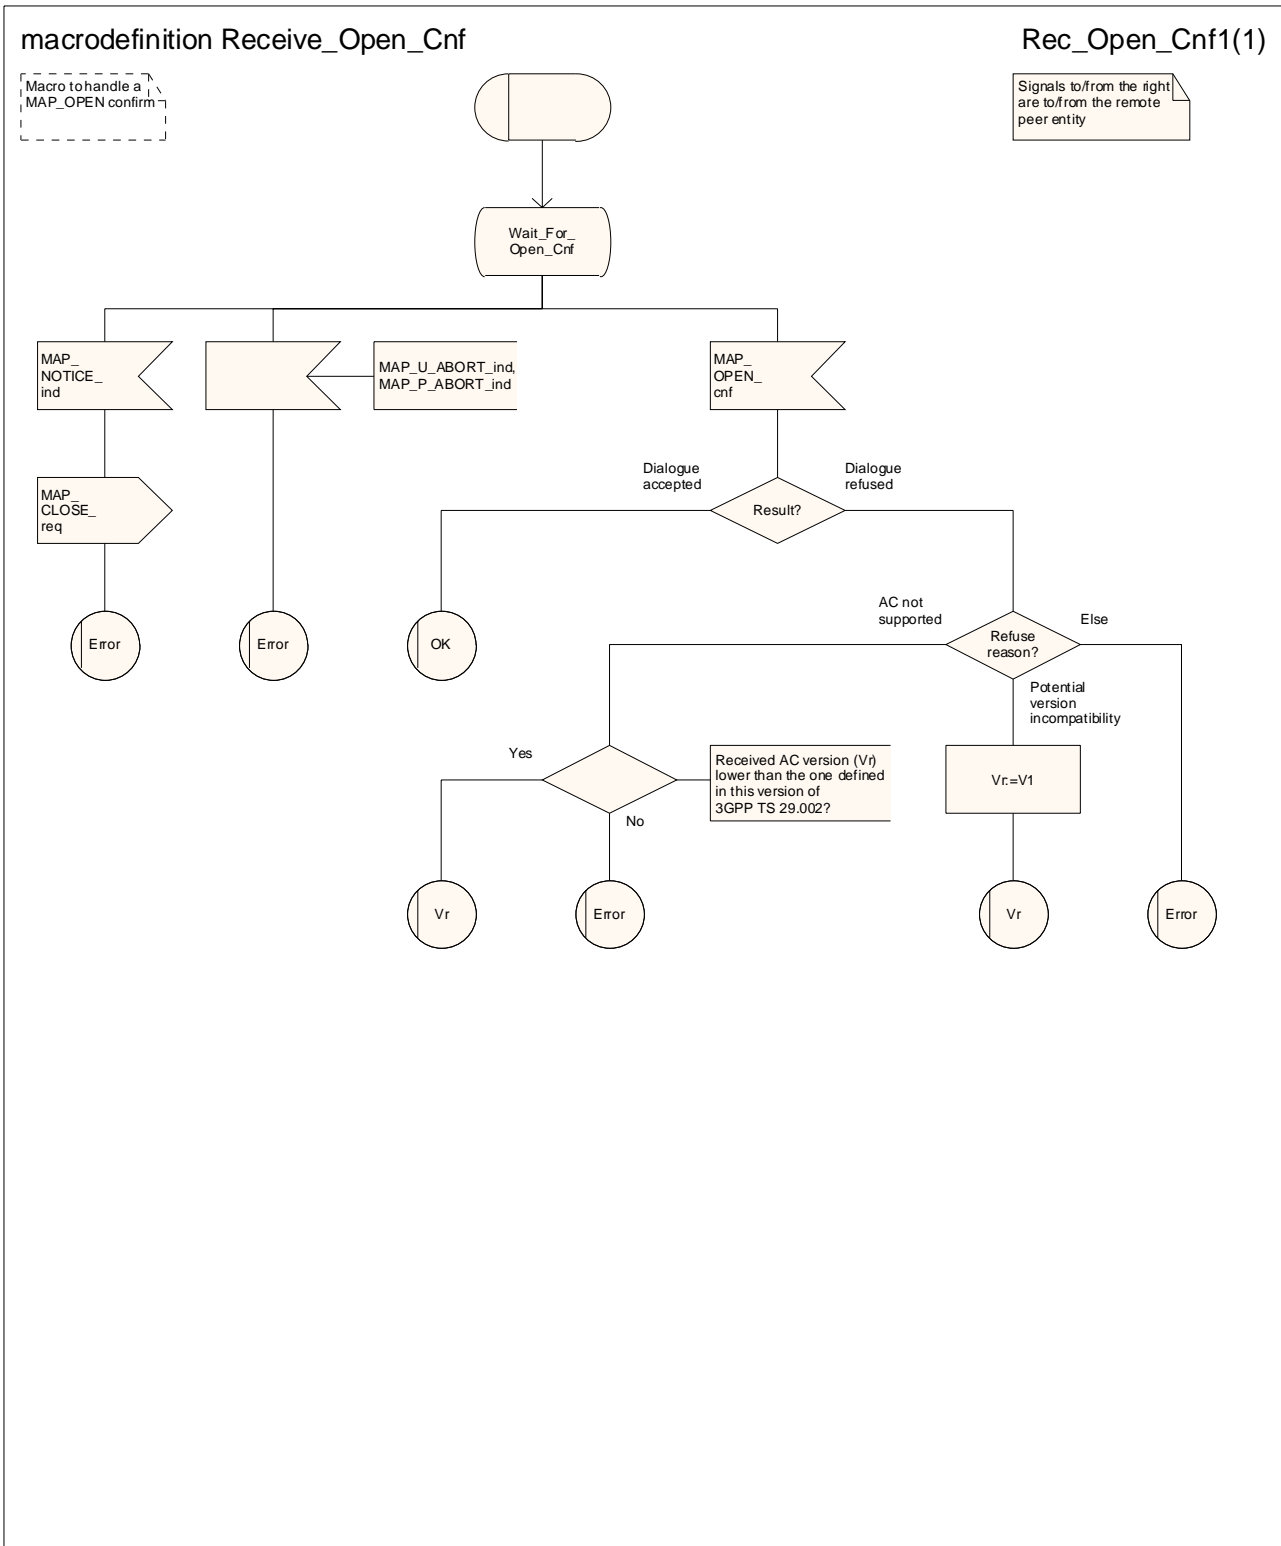 macrodefinition Receive_Open_Cnf
Rec_Open_Cnf1(1)
Macro to handle a
MAP_OPEN confirm
Signals to/from the right
are to/from the remote
peer entity
Wait_For_
Open_Cnf
MAP_
NOTICE_
ind
MAP_U_ABORT_ind,
MAP_P_ABORT_ind
MAP_
OPEN_
cnf
MAP_
CLOSE_
req
Dialogue
accepted
Dialogue
refused
Result?
Error
Error
OK
AC not
supported
Refuse
reason?
Else
Potential
version
incompatibility
Yes
No
Received AC version (Vr)
lower than the one defined
in this version of
3GPP TS 29.002?
Vr:=V1
Vr
Error
Vr
Error